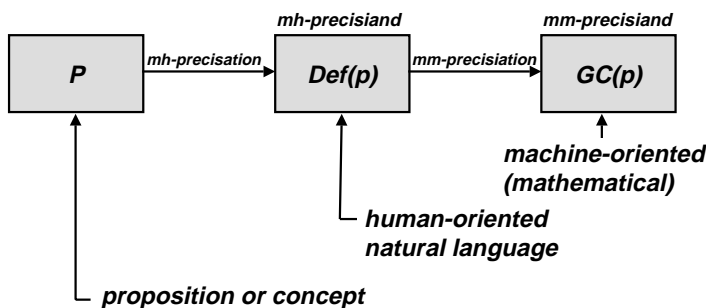 mh-precisiand
mm-precisiand
P
mh-precisation
Def(p)
mm-precisiation
GC(p)
machine-oriented
(mathematical)
human-oriented
natural language
proposition or concept